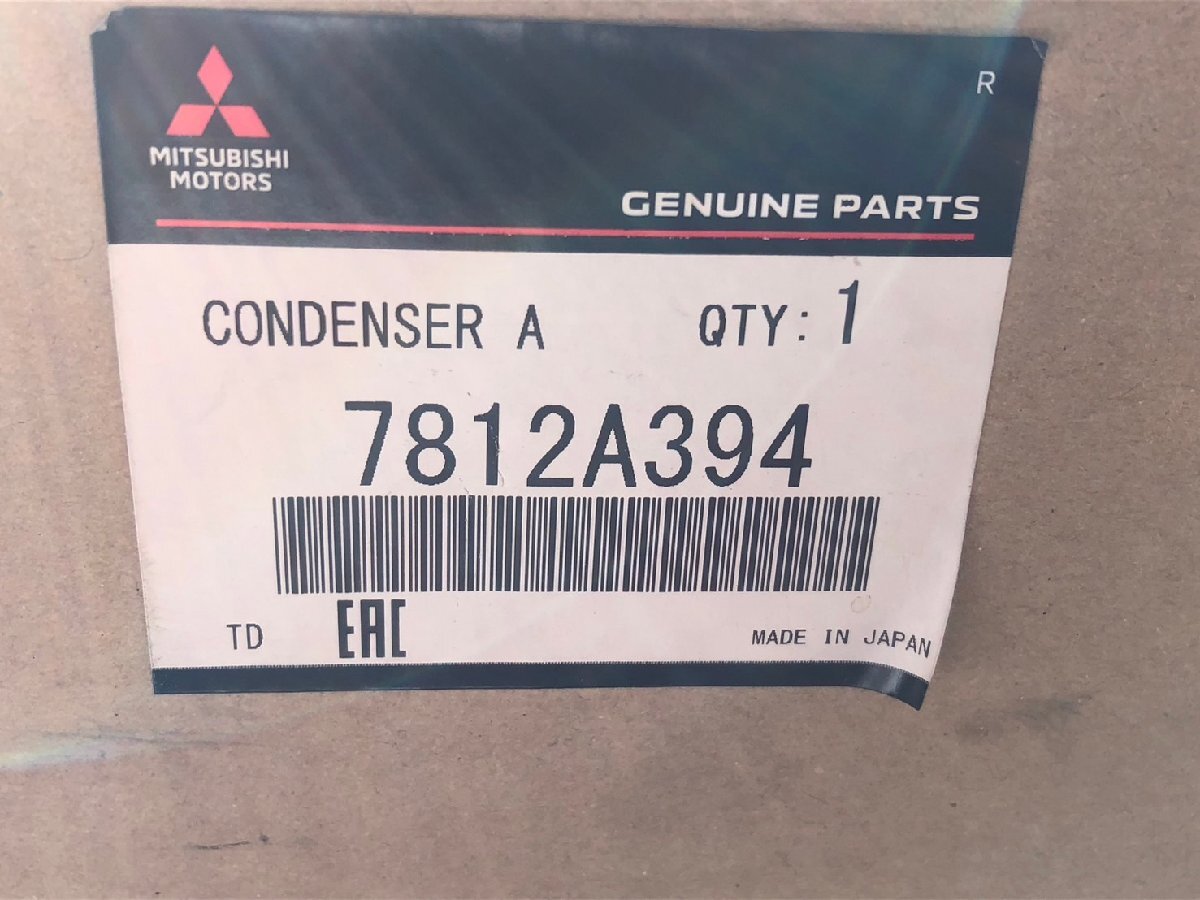 R
MITSUBISHI
MOTORS
GENUINE PARTS
CONDENSER A QTY: 1
7812A394
TD EAC MADE IN JAPAN